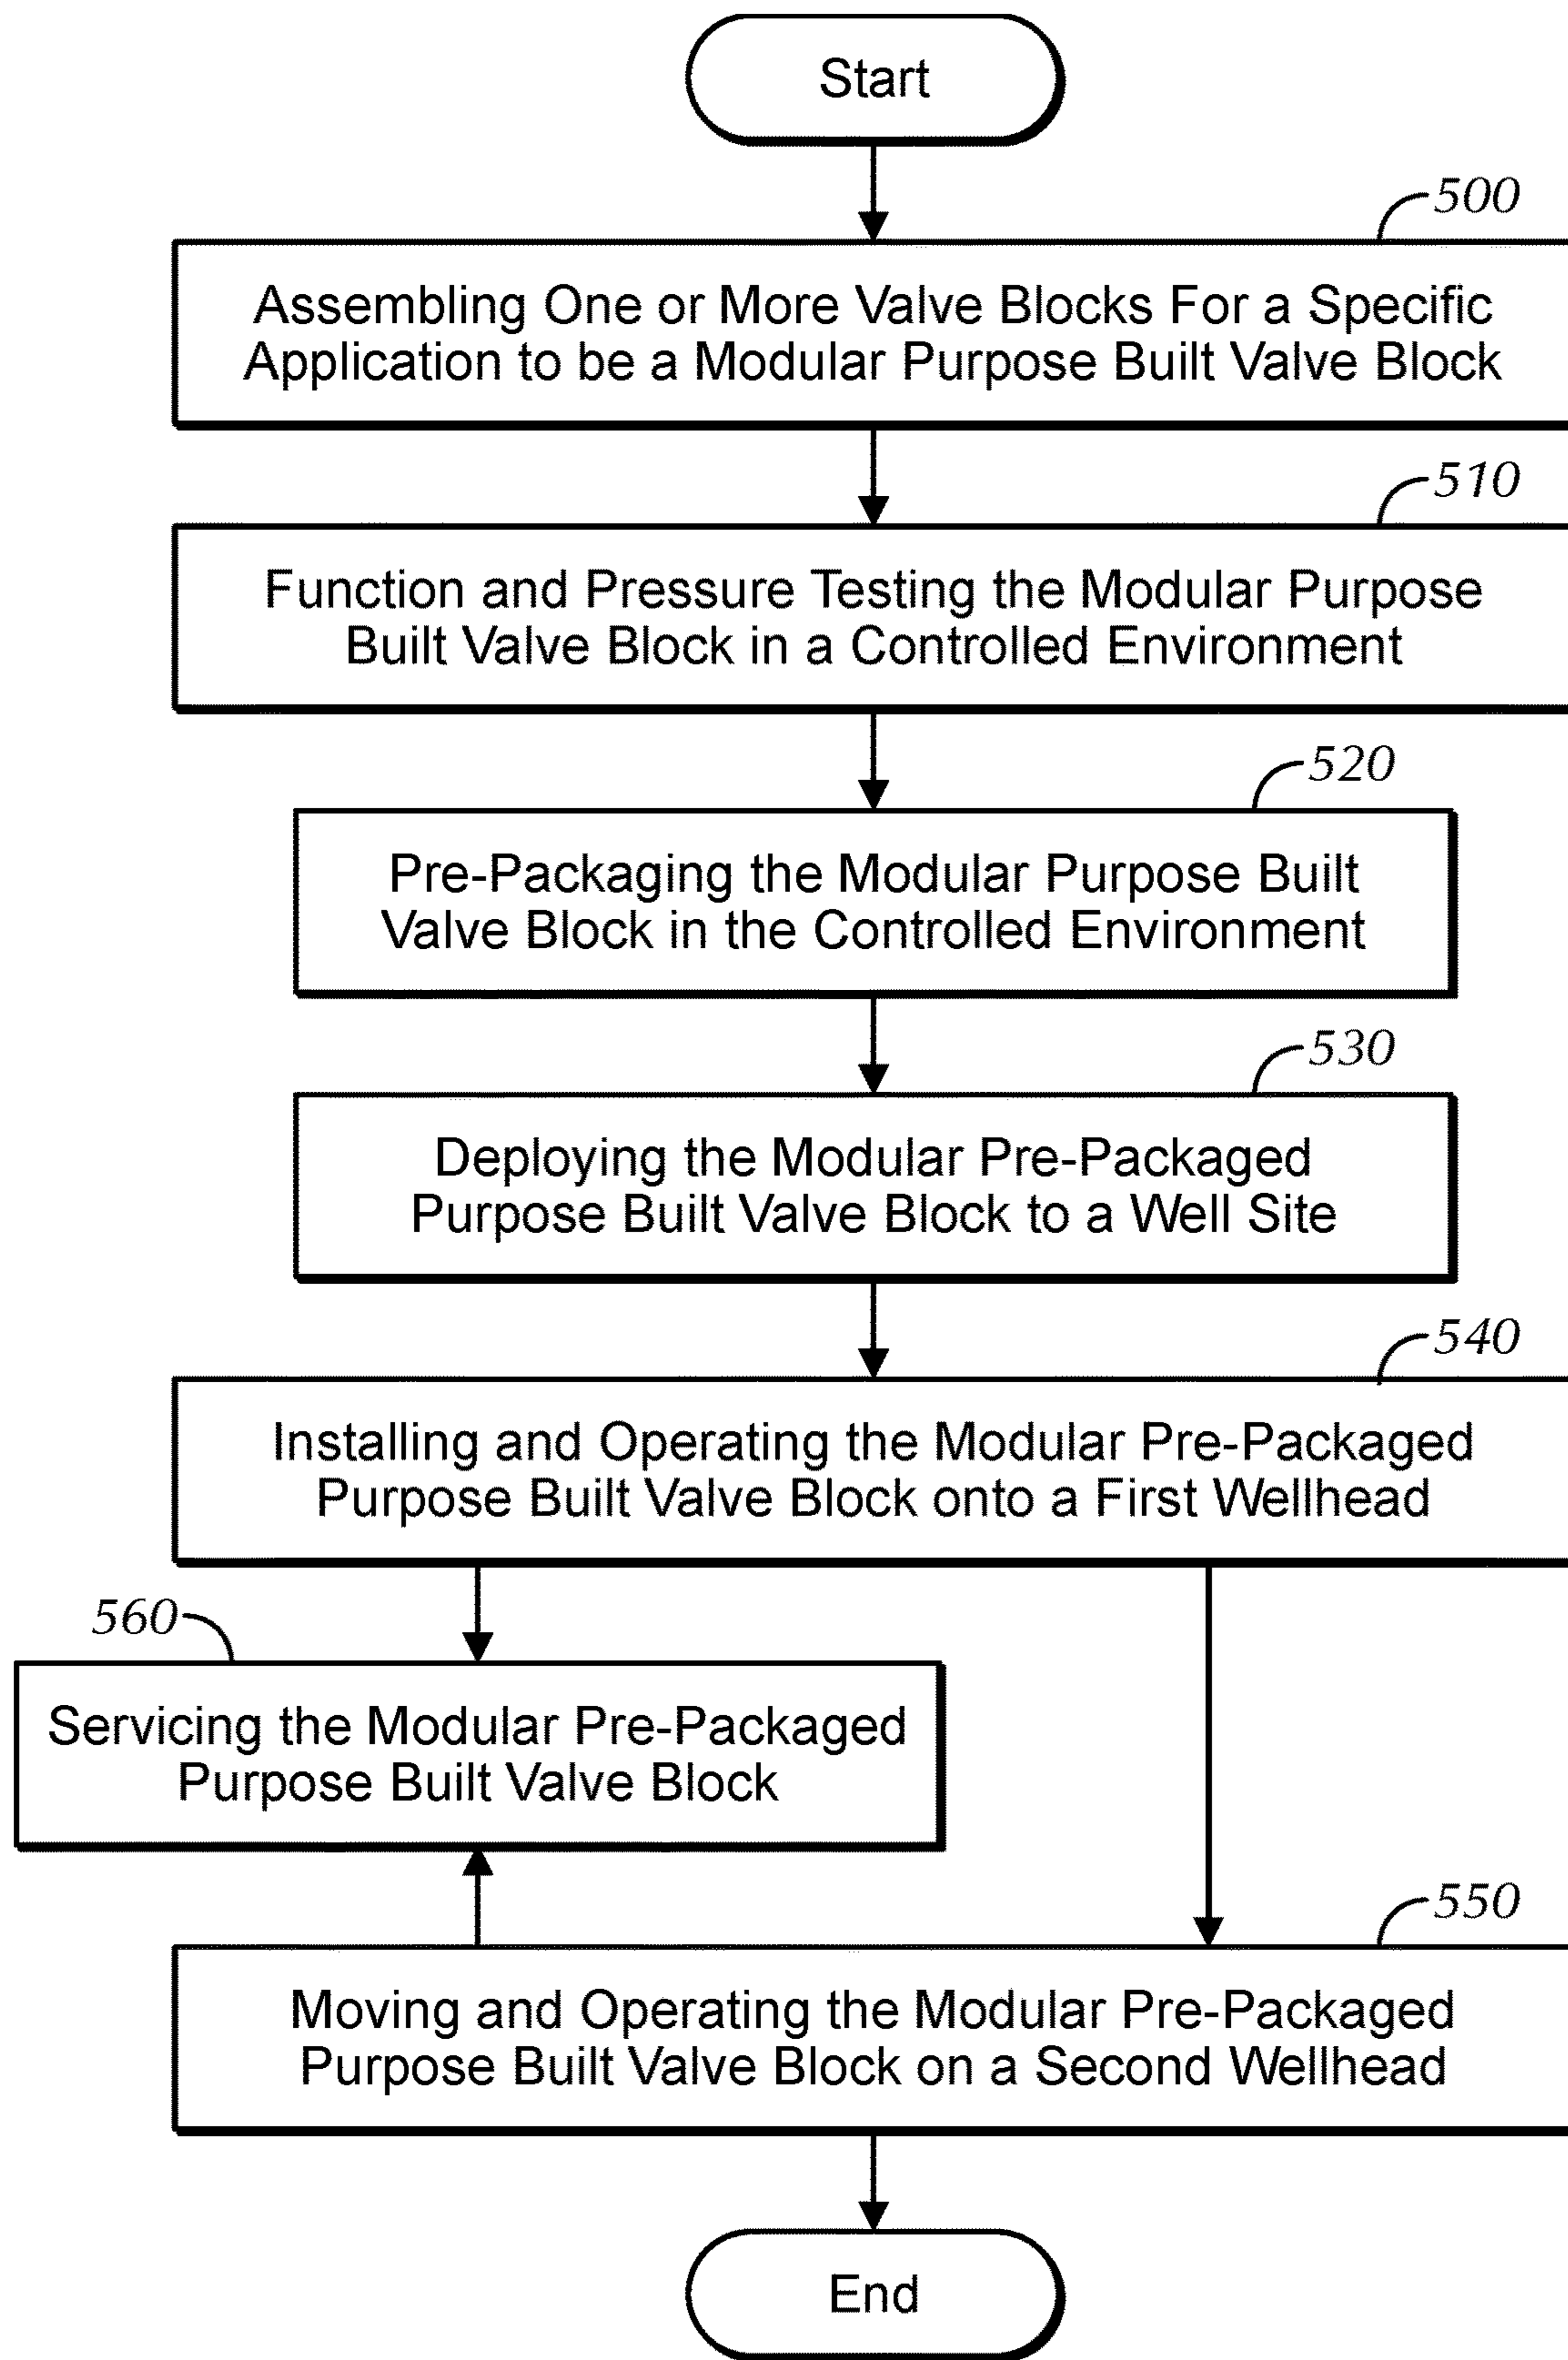 Start
500
Assembling One or More Valve Blocks For a Specific
Application to be a Modular Purpose Built Valve Block
510
Function and Pressure Testing the Modular Purpose
Built Valve Block in a Controlled Environment
520
Pre-Packaging the Modular Purpose Built
Valve Block in the Controlled Environment
530
Deploying the Modular Pre-Packaged
Purpose Built Valve Block to a Well Site
540
Installing and Operating the Modular Pre-Packaged
Purpose Built Valve Block onto a First Wellhead
560
Servicing the Modular Pre-Packaged
Purpose Built Valve Block
550
Moving and Operating the Modular Pre-Packaged
Purpose Built Valve Block on a Second Wellhead
End